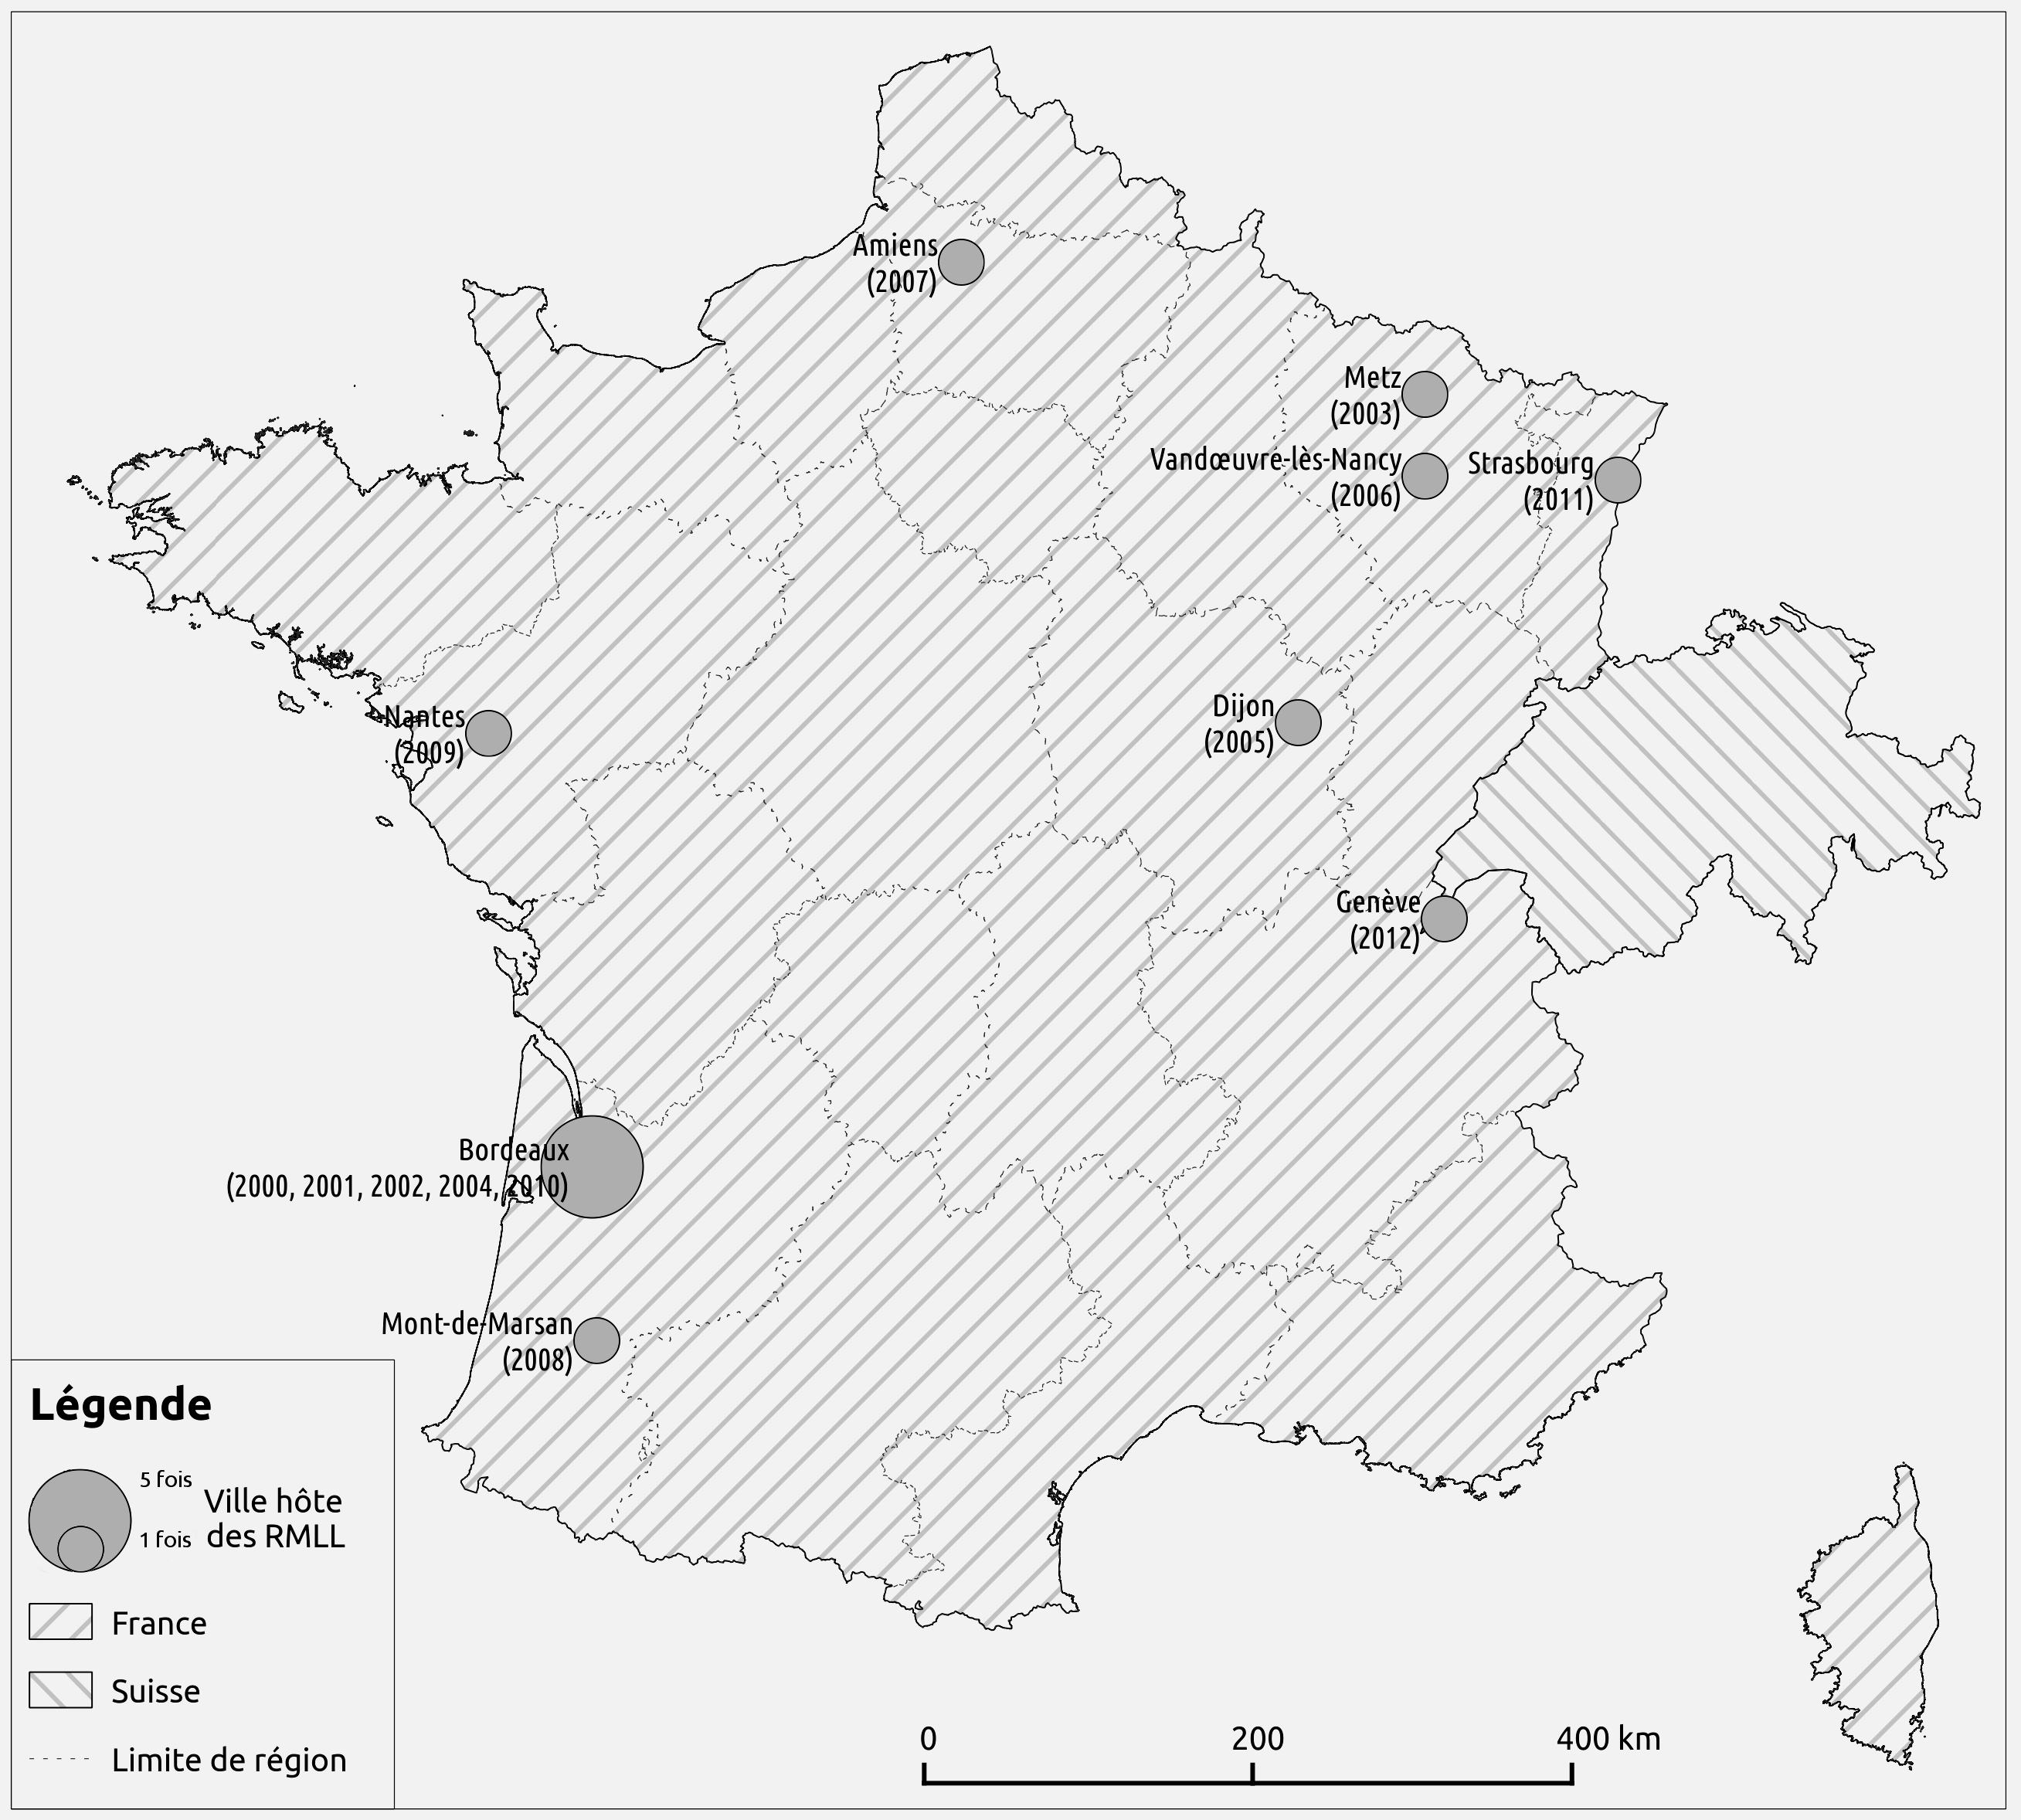 Amiens
(2007)
Metz
(2003)
Vandœuvre-lès-Nancy
(2006)
Strasbourg
(2011)
Nantes
(2009)
Dijon
(2005)
Genève
(2012)
Bordeaux
(2000, 2001, 2002, 2004, 2010)
Mont-de-Marsan
(2008)
Légende
5 fois
1 fois
Ville hôte
des RMLL
France
Suisse
Limite de région
0 200 400 km